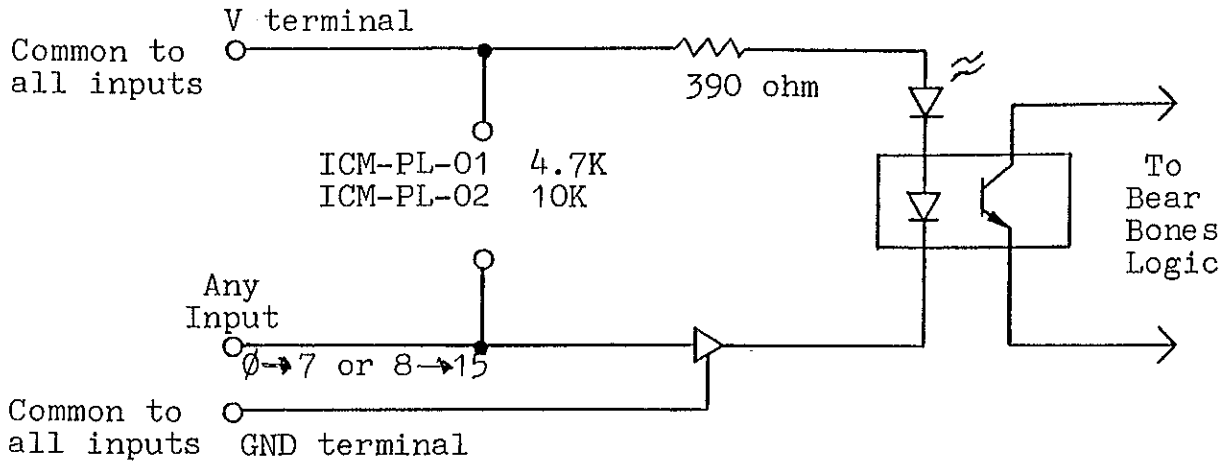 V terminal
Common to
all inputs
390 ohm
ICM-PL-01 4.7K
ICM-PL-02 10K
To
Bear
Bones
Logic
Any
Input
Ø→7 or 8→15
Common to
all inputs
GND terminal